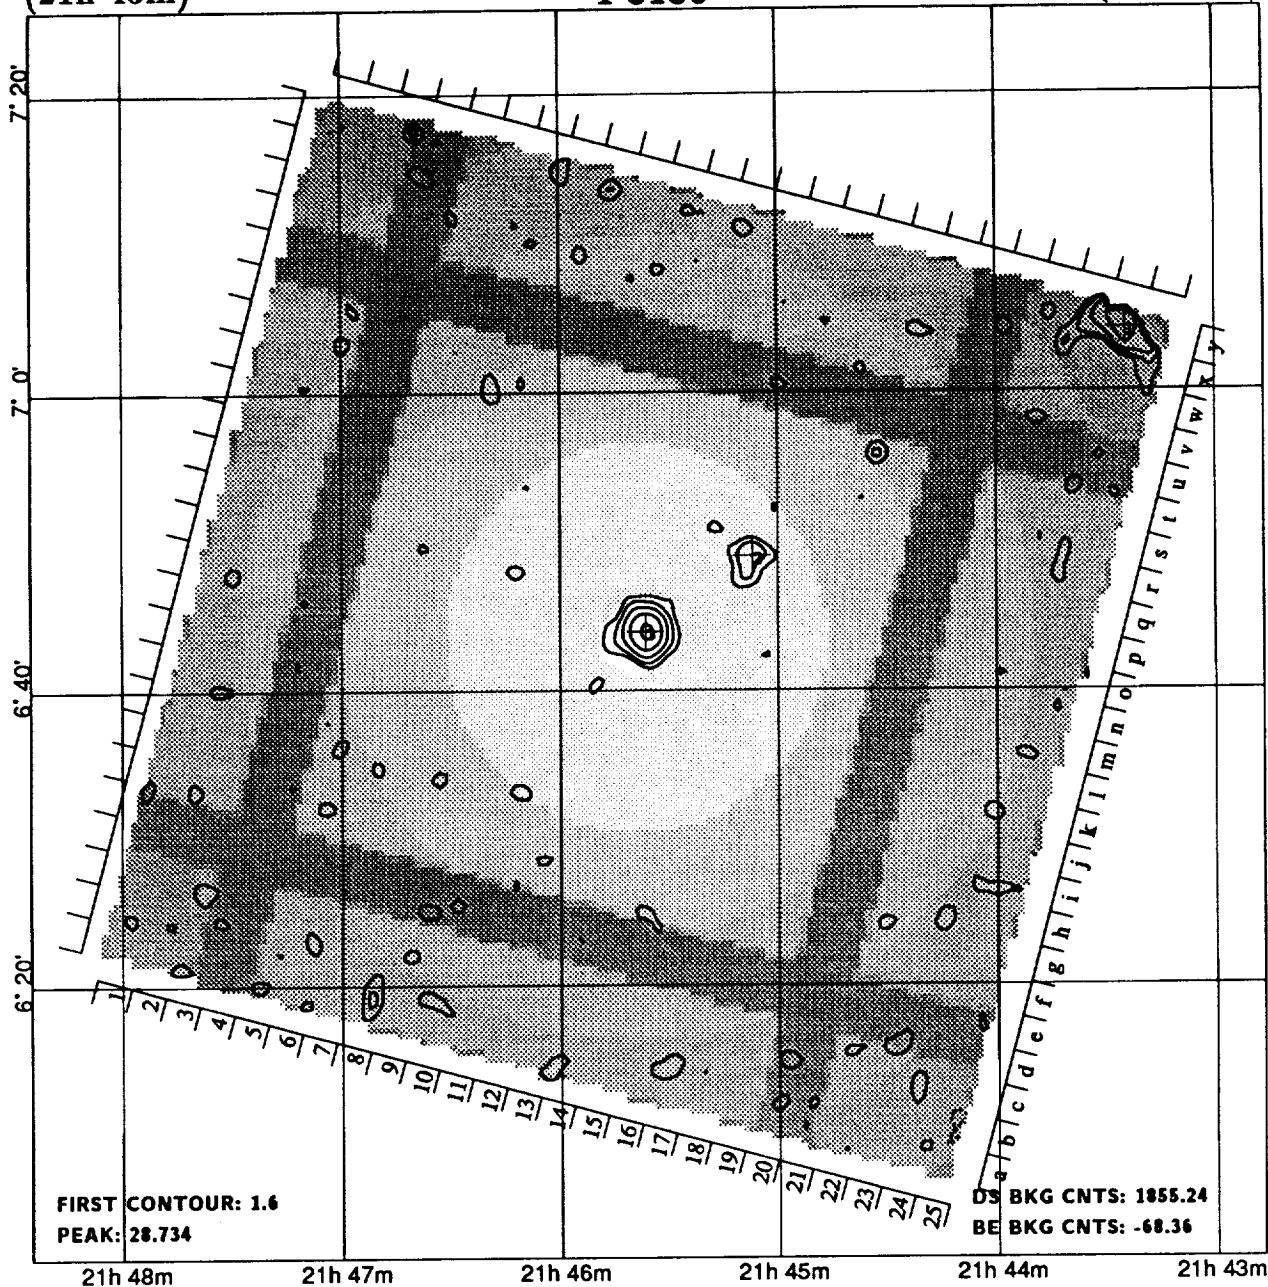 7° 20'
7° 0'
6° 40'
6° 20'
y
x
w
v
u
t
s
r
q
p
o
n
m
l
k
j
i
h
g
f
e
d
c
b
a
1 2 3 4 5 6 7 8 9 10 11 12 13 14 15 16 17 18 19 20 21 22 23 24 25
FIRST CONTOUR: 1.6
PEAK: 28.734
DS BKG CNTS: 1855.24
BE BKG CNTS: -68.36
21h 48m 21h 47m 21h 46m 21h 45m 21h 44m 21h 43m